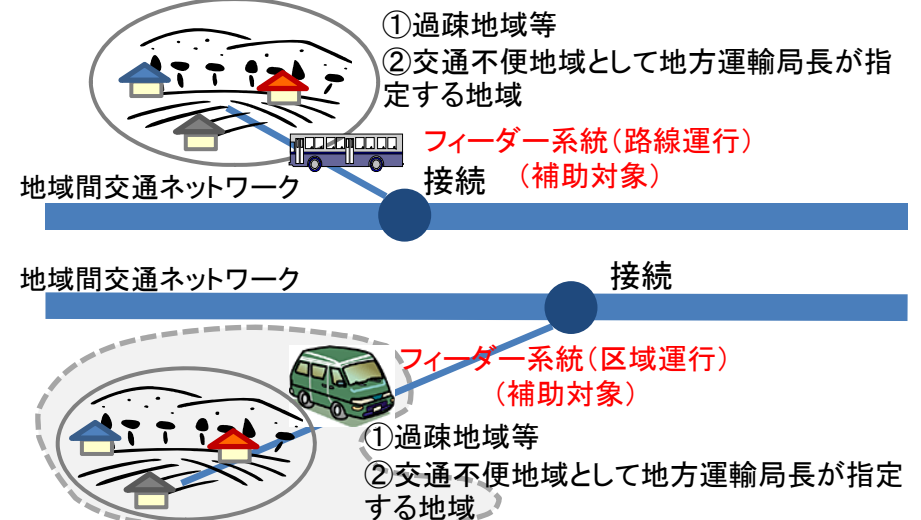 ①過疎地域等
②交通不便地域として地方運輸局長が指
定する地域
フィーダー系統(路線運行)
地域間交通ネットワーク
接続
(補助対象)
地域間交通ネットワーク
接続
フィーダー系統(区域運行)
(補助対象)
①過疎地域等
②交通不便地域として地方運輸局長が指定
する地域